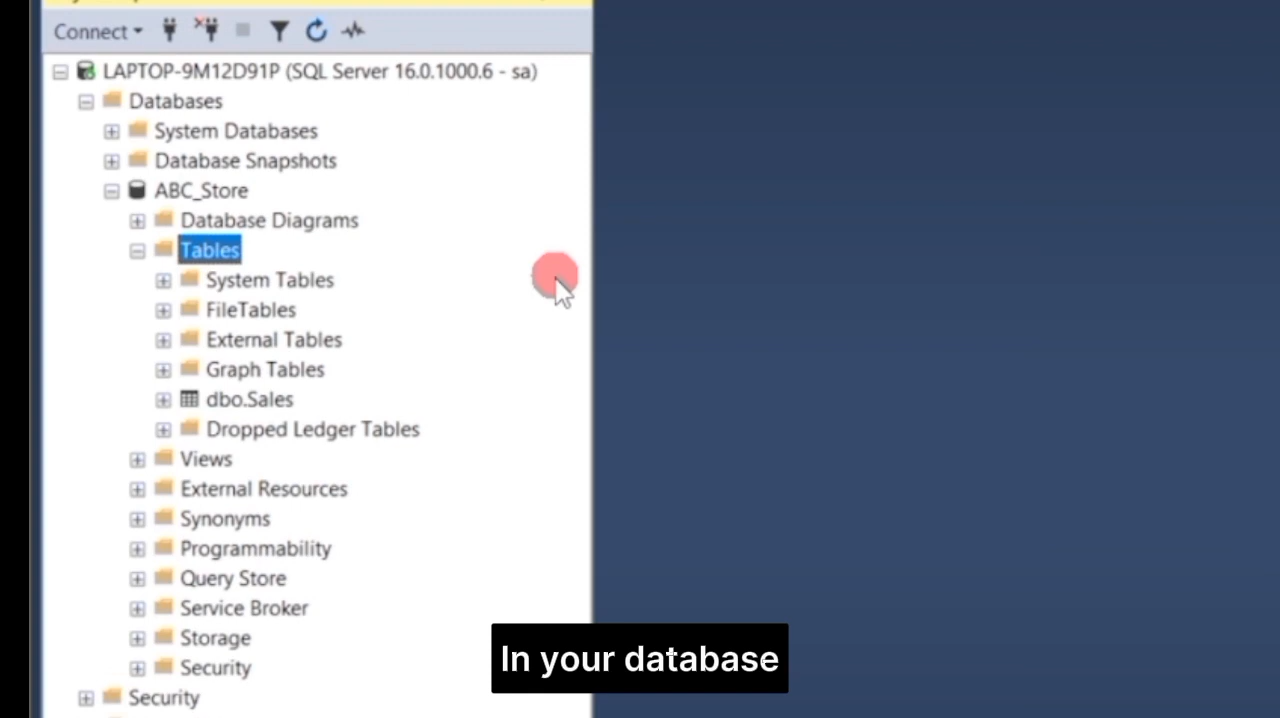 Connect
LAPTOP-9M12D91P (SQL Server 16.0.1000.6 - sa)
Databases
System Databases
Database Snapshots
ABC_Store
Database Diagrams
Tables
System Tables
FileTables
External Tables
Graph Tables
dbo.Sales
Dropped Ledger Tables
Views
External Resources
Synonyms
Programmability
Query Store
Service Broker
Storage
Security
Security
In your database